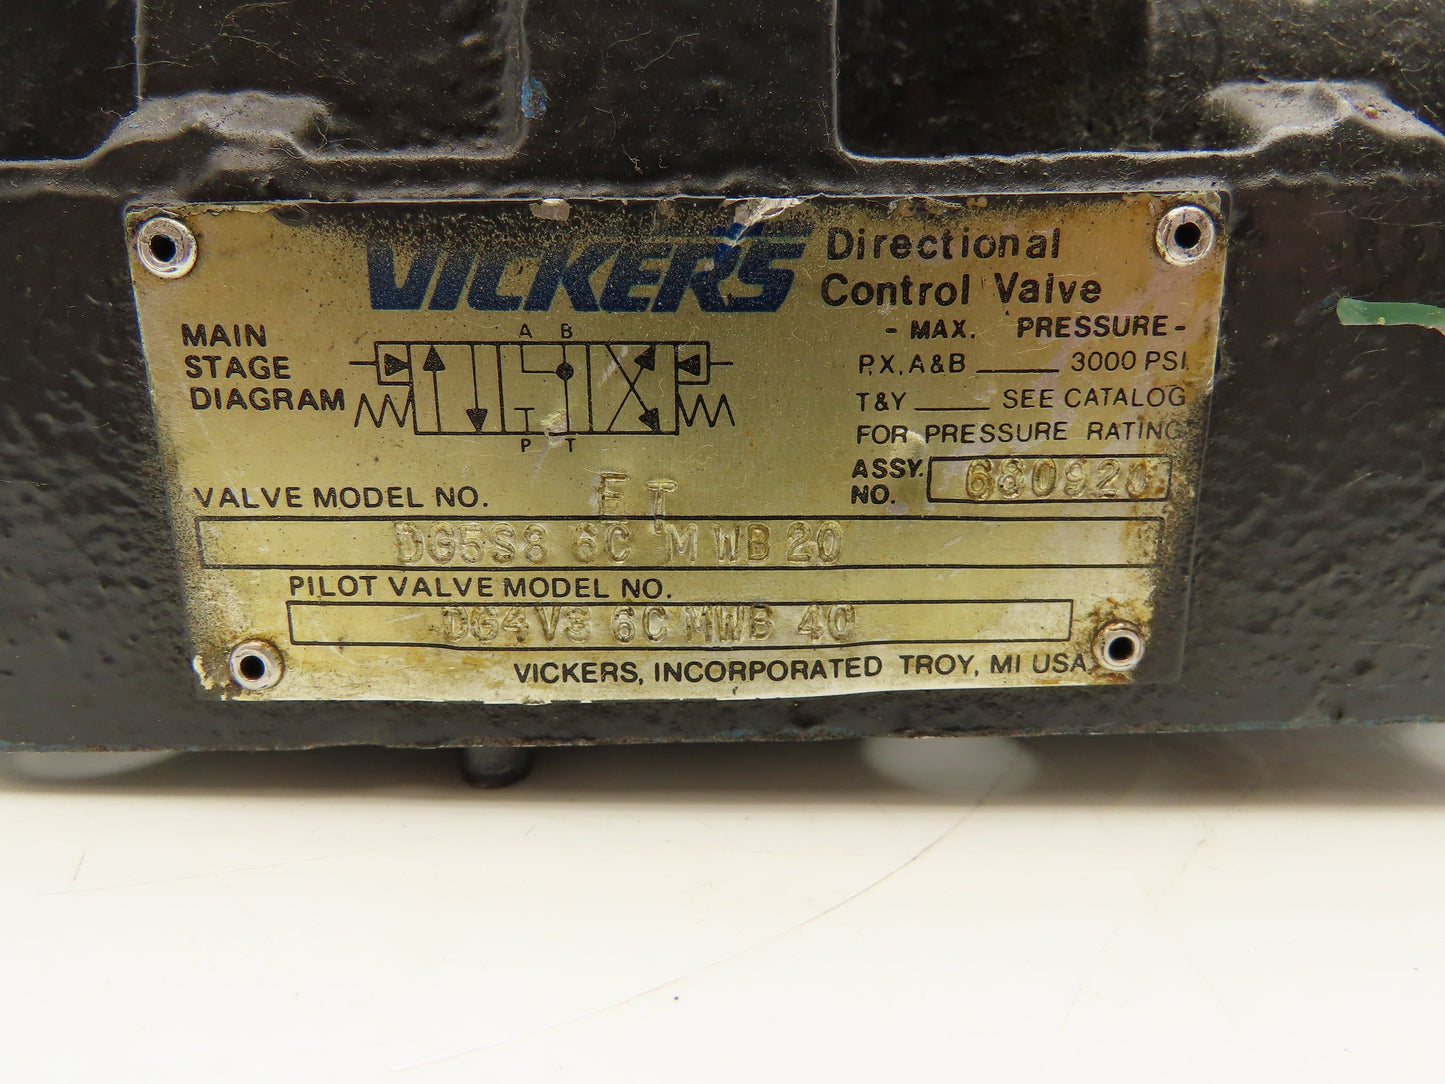 VICKERS Directional
Control Valve
MAIN
STAGE
DIAGRAM
A B
T
P T
- MAX. PRESSURE -
P, X, A & B ____ 3000 PSI
T & Y ____ SEE CATALOG
FOR PRESSURE RATING
ASSY. NO. 680920
VALVE MODEL NO. E T
DG5S8 6C M WB 20
PILOT VALVE MODEL NO.
DG4V3 6C MWB 40
VICKERS, INCORPORATED TROY, MI USA